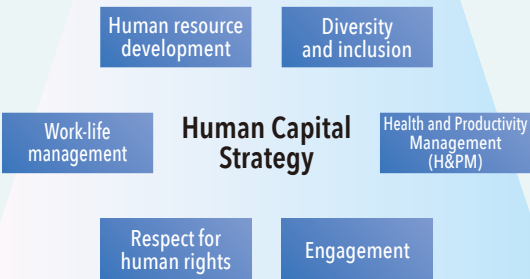 Human resource
development
Diversity
and inclusion
Work-life
management
Human Capital
Strategy
Health and Productivity
Management
(H&PM)
Respect for
human rights
Engagement